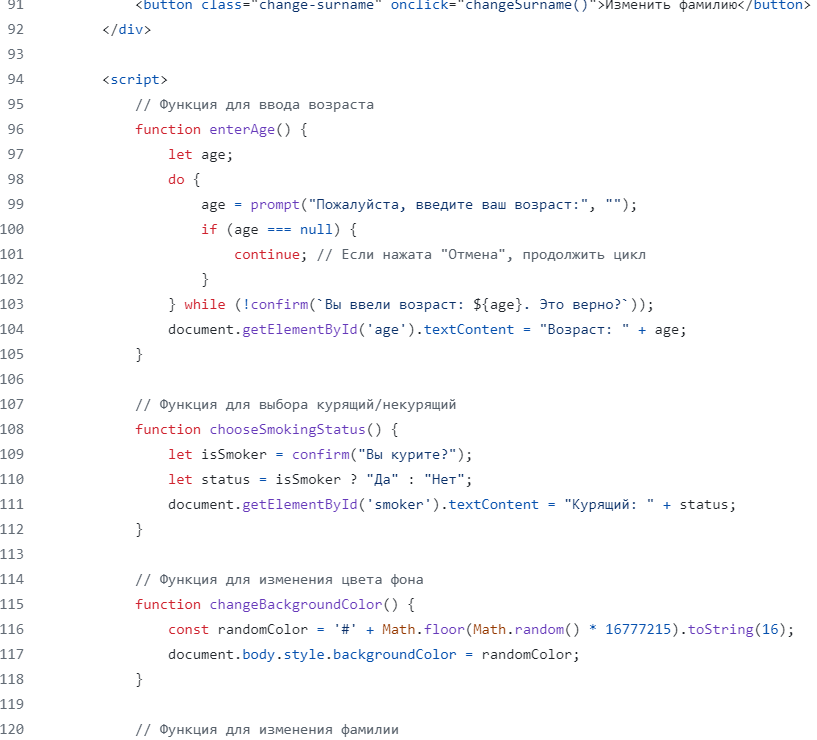 91 <button class="change-surname" onclick="changeSurname()">Изменить фамилию</button>
92 </div>
93
94 <script>
95 // Функция для ввода возраста
96 function enterAge() {
97 let age;
98 do {
99 age = prompt("Пожалуйста, введите ваш возраст:", "");
100 if (age === null) {
101 continue; // Если нажата "Отмена", продолжить цикл
102 }
103 } while (!confirm(`Вы ввели возраст: ${age}. Это верно?`));
104 document.getElementById('age').textContent = "Возраст: " + age;
105 }
106
107 // Функция для выбора курящий/некурящий
108 function chooseSmokingStatus() {
109 let isSmoker = confirm("Вы курите?");
110 let status = isSmoker ? "Да" : "Нет";
111 document.getElementById('smoker').textContent = "Курящий: " + status;
112 }
113
114 // Функция для изменения цвета фона
115 function changeBackgroundColor() {
116 const randomColor = '#' + Math.floor(Math.random() * 16777215).toString(16);
117 document.body.style.backgroundColor = randomColor;
118 }
119
120 // Функция для изменения фамилии